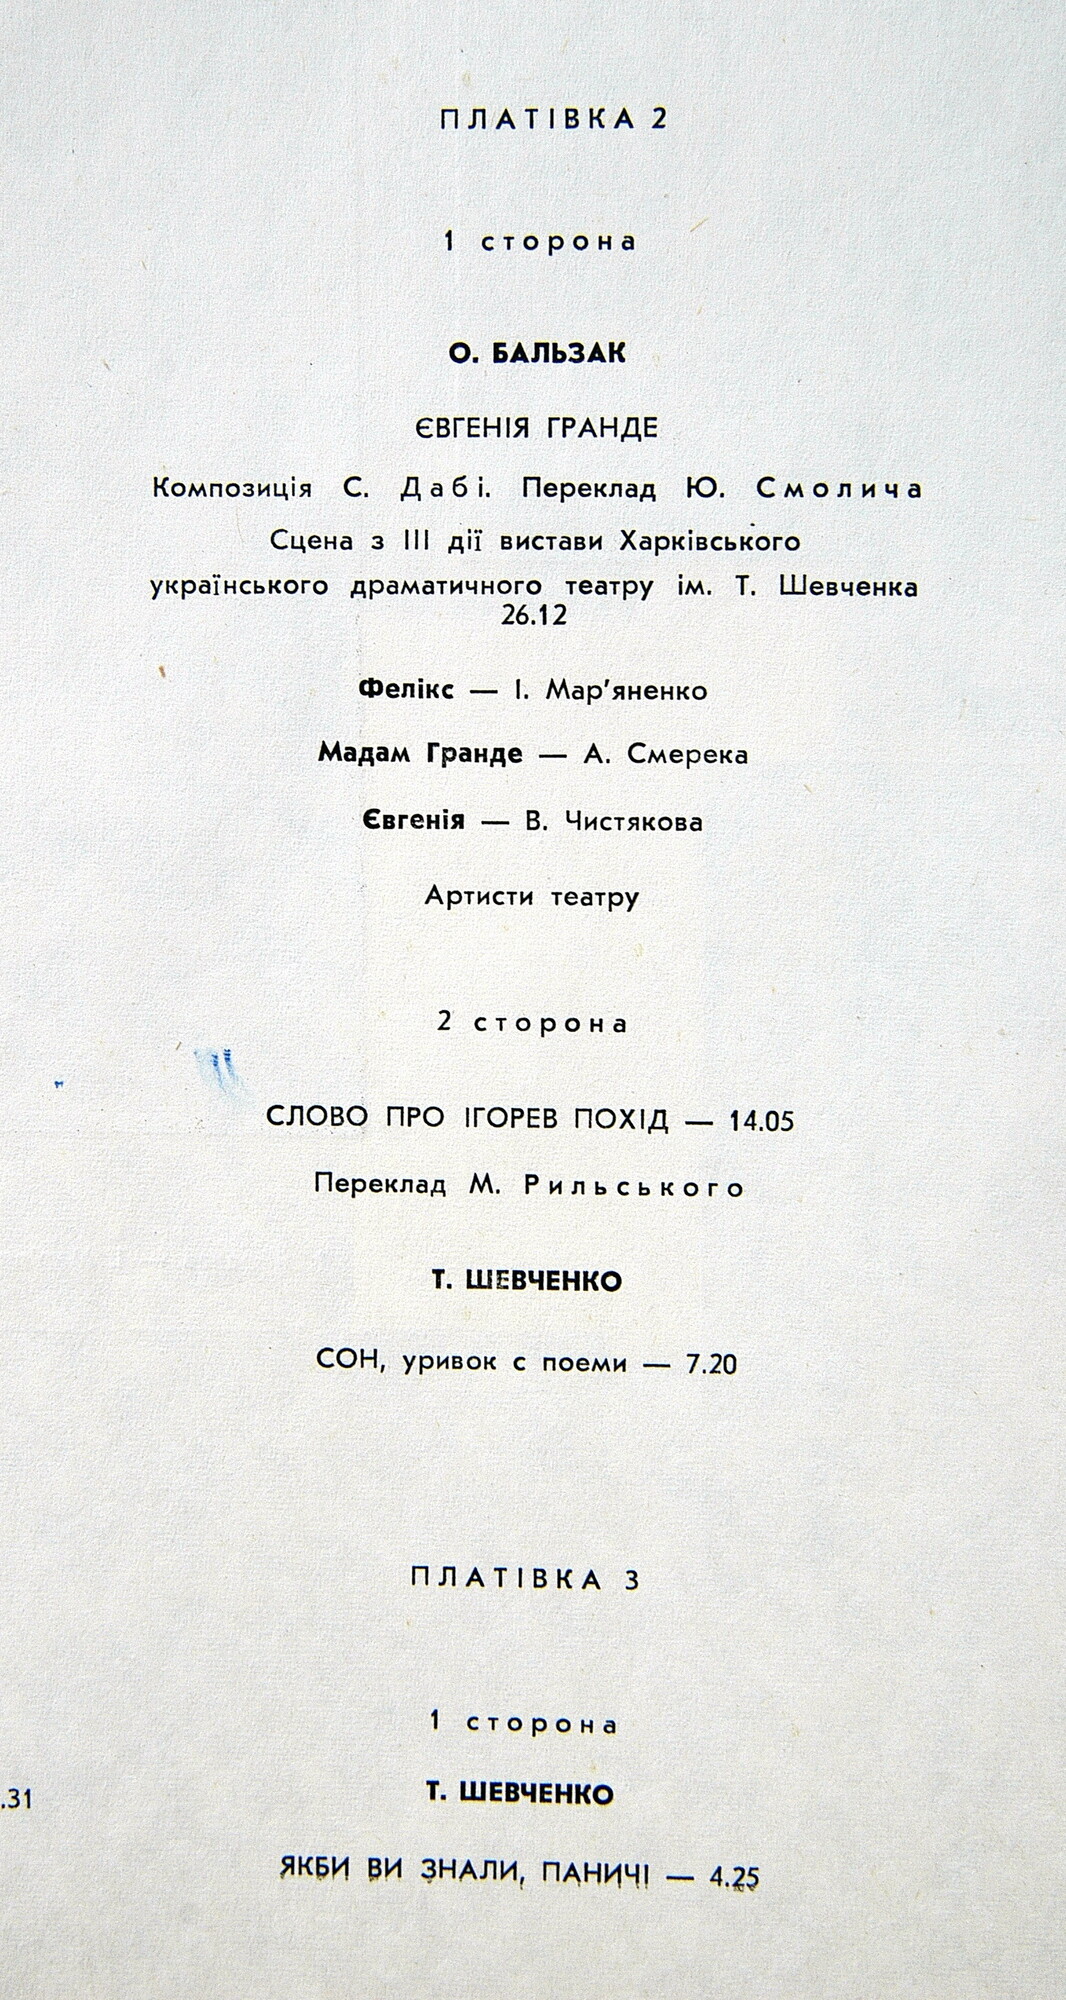 ПЛАТІВКА 2
1 сторона
О. БАЛЬЗАК
ЄВГЕНІЯ ГРАНДЕ
Композиція С. Дабі. Переклад Ю. Смолича
Сцена з III дії вистави Харківського
українського драматичного театру ім. Т. Шевченка
26.12
Фелікс — І. Мар'яненко
Мадам Гранде — А. Смерека
Євгенія — В. Чистякова
Артисти театру
2 сторона
СЛОВО ПРО ІГОРЕВ ПОХІД — 14.05
Переклад М. Рильського
Т. ШЕВЧЕНКО
СОН, уривок с поеми — 7.20
ПЛАТІВКА 3
1 сторона
Т. ШЕВЧЕНКО
.31
ЯКБИ ВИ ЗНАЛИ, ПАНИЧІ — 4.25